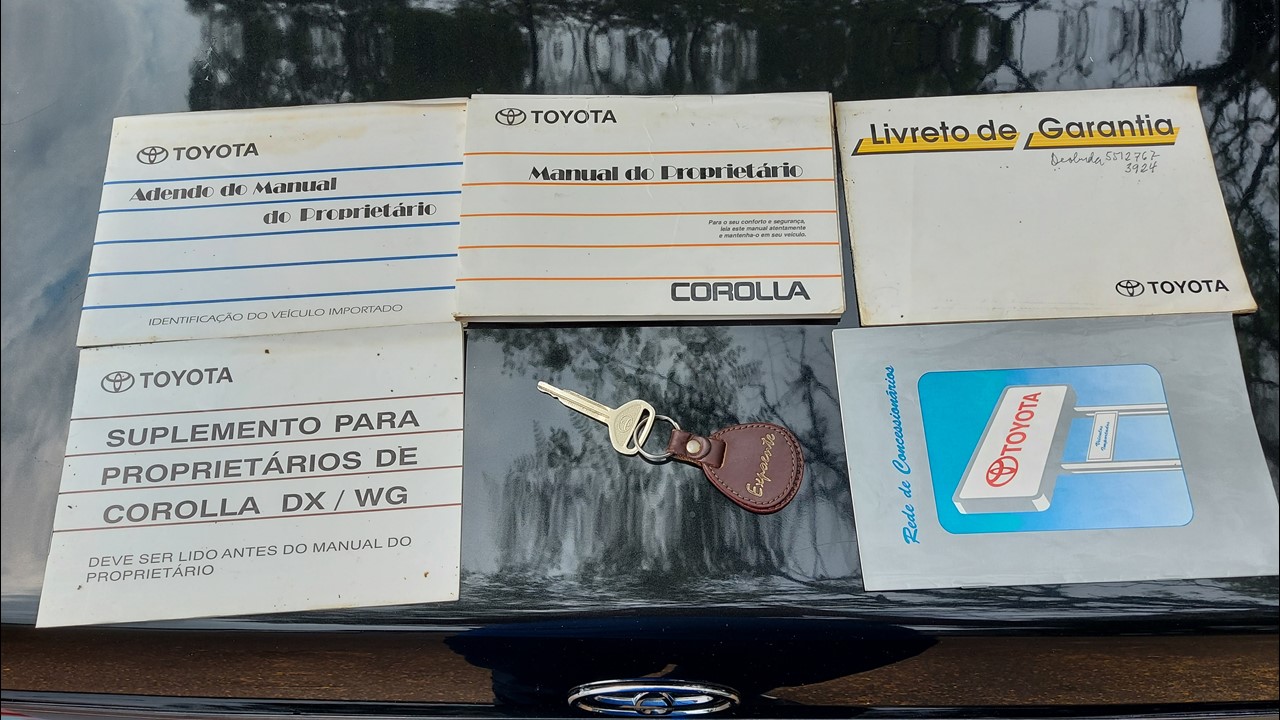 TOYOTA
Adendo do Manual
do Proprietário
IDENTIFICAÇÃO DO VEÍCULO IMPORTADO
TOYOTA
Manual do Proprietário
Para o seu conforto e segurança,
leia este manual atentamente
e mantenha-o em seu veículo.
COROLLA
Livreto de Garantia
5512767
3924
TOYOTA
TOYOTA
SUPLEMENTO PARA
PROPRIETÁRIOS DE
COROLLA DX / WG
DEVE SER LIDO ANTES DO MANUAL DO
PROPRIETÁRIO
Rede de Concessionários
TOYOTA